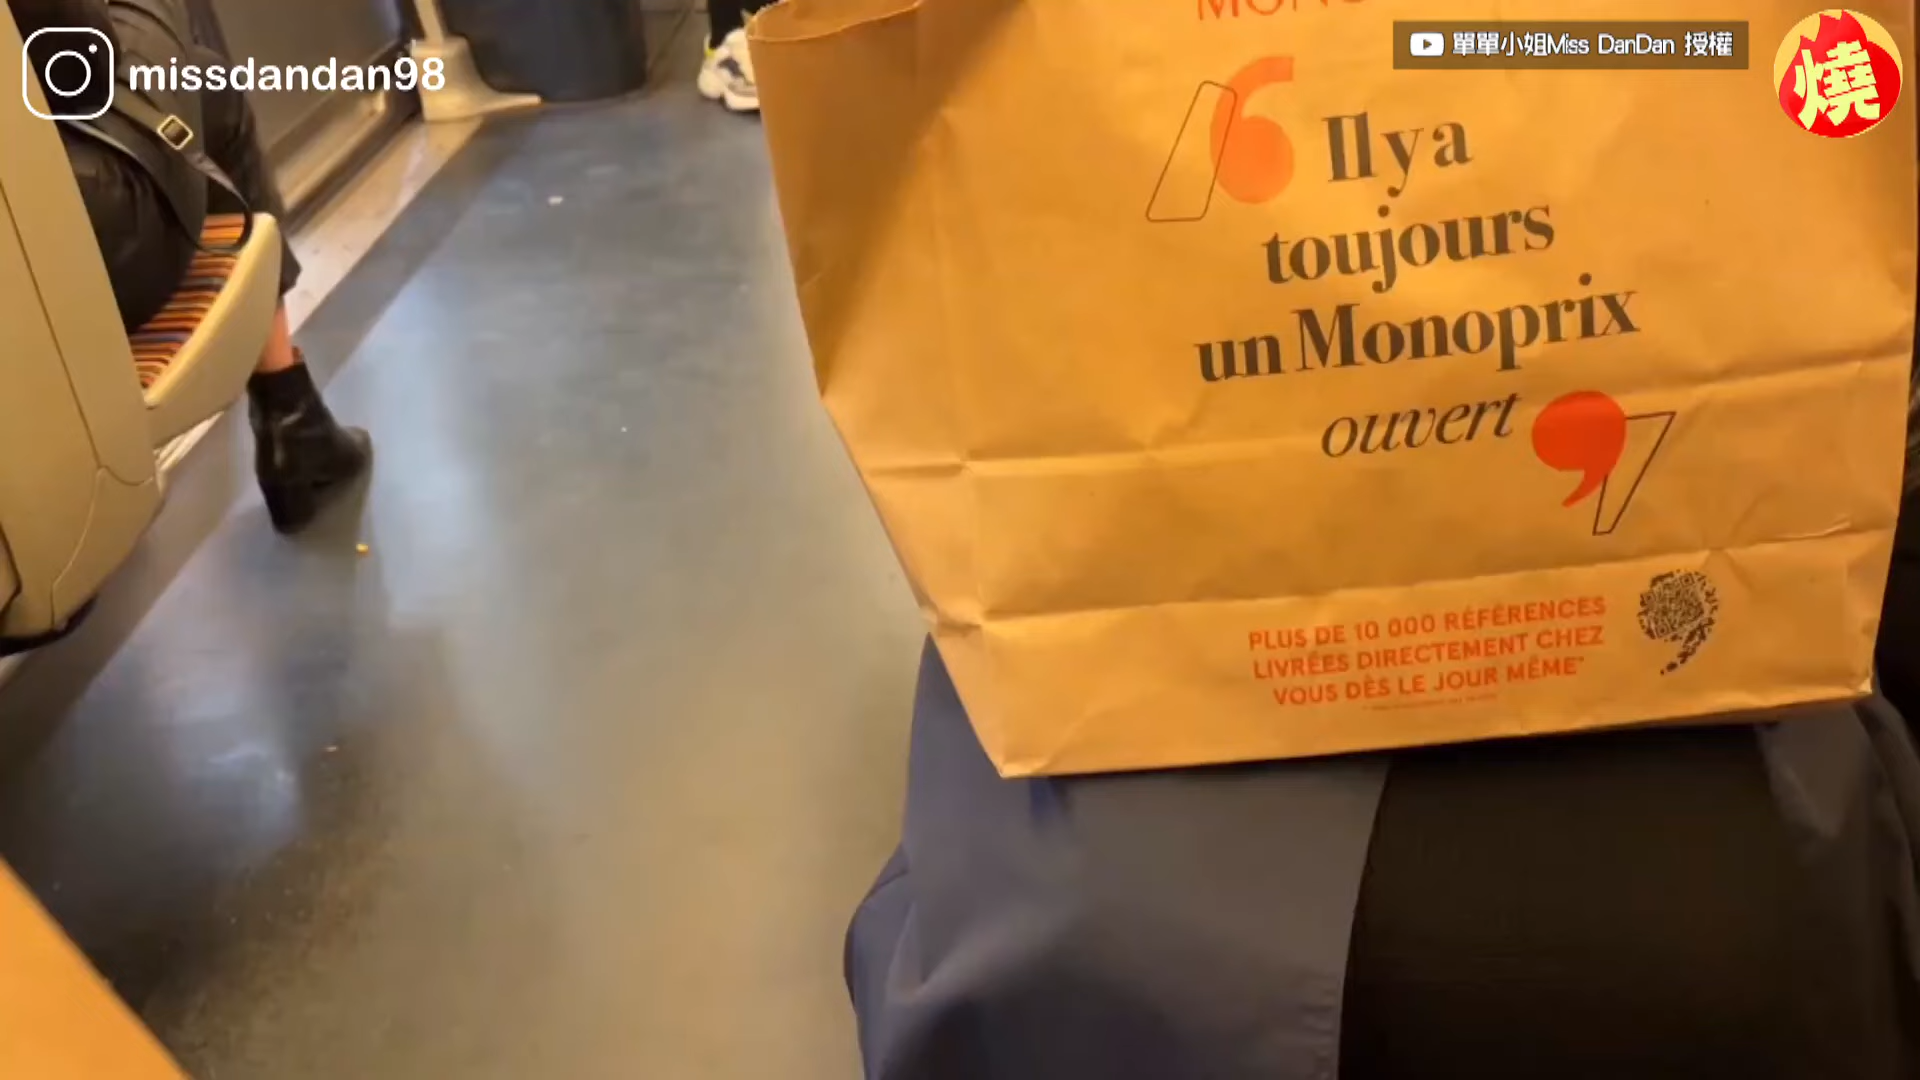 missdandan98
單單小姐Miss DanDan 授權
燒
Il y a
toujours
un Monoprix
ouvert
PLUS DE 10 000 RÉFÉRENCES
LIVRÉES DIRECTEMENT CHEZ
VOUS DÈS LE JOUR MÊME*